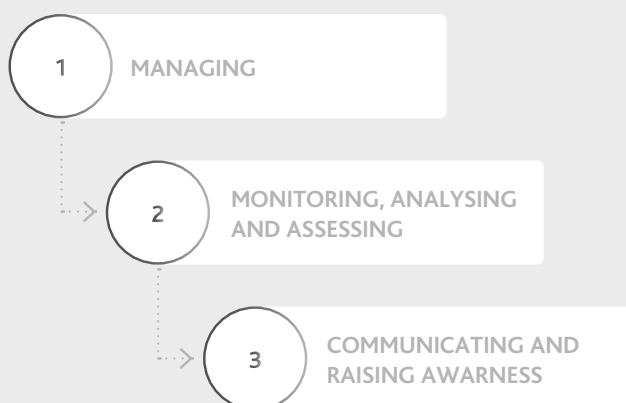 1
MANAGING
2
MONITORING, ANALYSING
AND ASSESSING
3
COMMUNICATING AND
RAISING AWARNESS